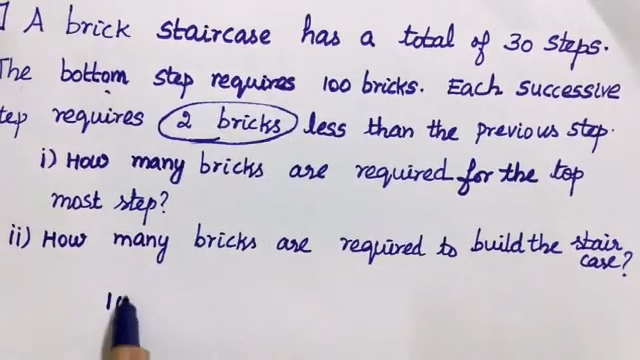 A brick staircase has a total of 30 steps.
The bottom step requires 100 bricks. Each successive
tep requires 2 bricks less than the previous step.
i) How many bricks are required for the top
most step?
ii) How many bricks are required to build the stair
case?
1